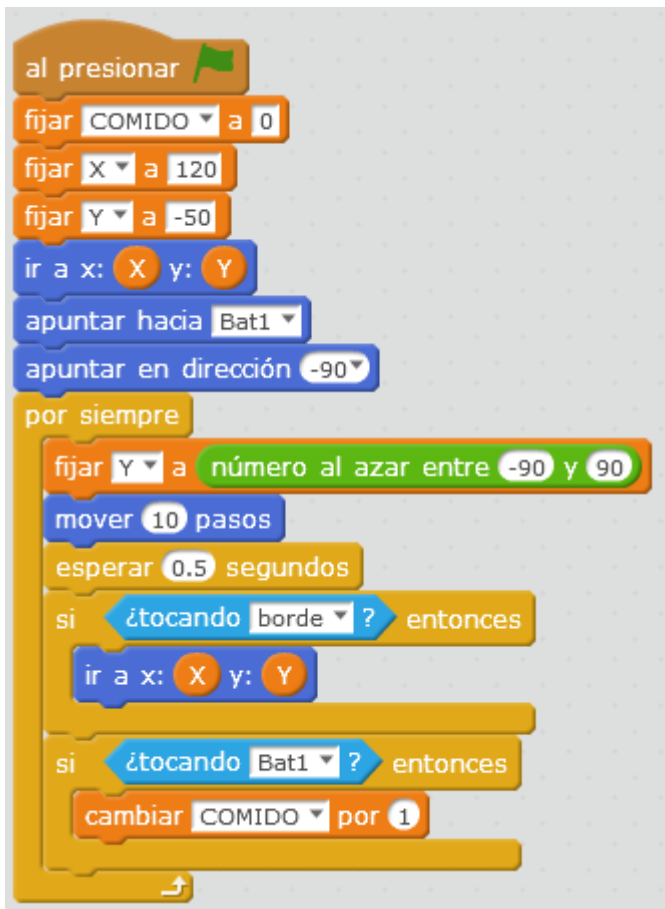 al presionar
fijar COMIDO a 0
fijar X a 120
fijar Y a -50
ir a x: X y: Y
apuntar hacia Bat1
apuntar en dirección -90
por siempre
fijar Y a número al azar entre -90 y 90
mover 10 pasos
esperar 0.5 segundos
si ¿tocando borde ? entonces
ir a x: X y: Y
si ¿tocando Bat1 ? entonces
cambiar COMIDO por 1